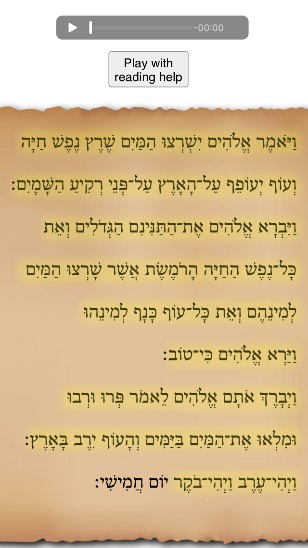 -00:00
Play with
reading help
וַיֹּאמֶר אֱלֹהִים יִשְׁרְצוּ הַמַּיִם שֶׁרֶץ נֶפֶשׁ חַיָּה
וְעוֹף יְעוֹפֵף עַל־הָאָרֶץ עַל־פְּנֵי רְקִיעַ הַשָּׁמָיִם:
וַיִּבְרָא אֱלֹהִים אֶת־הַתַּנִּינִם הַגְּדֹלִים וְאֵת
כָּל־נֶפֶשׁ הַחַיָּה הָרֹמֶשֶׂת אֲשֶׁר שָׁרְצוּ הַמַּיִם
לְמִינֵהֶם וְאֵת כָּל־עוֹף כָּנָף לְמִינֵהוּ
וַיַּרְא אֱלֹהִים כִּי־טוֹב:
וַיְבָרֶךְ אֹתָם אֱלֹהִים לֵאמֹר פְּרוּ וּרְבוּ
וּמִלְאוּ אֶת־הַמַּיִם בַּיַּמִּים וְהָעוֹף יִרֶב בָּאָרֶץ:
וַיְהִי־עֶרֶב וַיְהִי־בֹקֶר יוֹם חֲמִישִׁי: